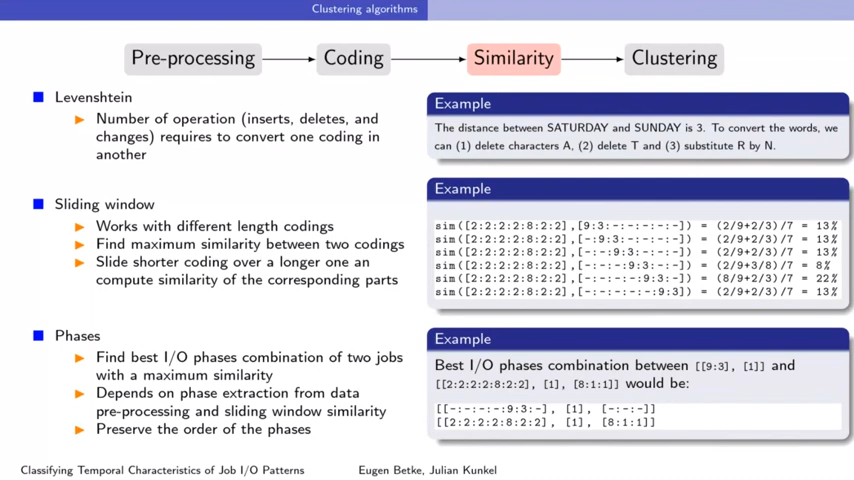 Clustering algorithms
Pre-processing
Coding
Similarity
Clustering
Levenshtein
Number of operation (inserts, deletes, and
changes) requires to convert one coding in
another
Example
The distance between SATURDAY and SUNDAY is 3. To convert the words, we
can (1) delete characters A, (2) delete T and (3) substitute R by N.
Sliding window
Works with different length codings
Find maximum similarity between two codings
Slide shorter coding over a longer one an
compute similarity of the corresponding parts
Example
sim([2:2:2:2:8:2:2],[9:3:-:-:-:-:-]) = (2/9+2/3)/7 = 13%
sim([2:2:2:2:8:2:2],[-:9:3:-:-:-:-]) = (2/9+2/3)/7 = 13%
sim([2:2:2:2:8:2:2],[-:-:9:3:-:-:-]) = (2/9+2/3)/7 = 13%
sim([2:2:2:2:8:2:2],[-:-:-:9:3:-:-]) = (2/9+3/8)/7 = 8%
sim([2:2:2:2:8:2:2],[-:-:-:-:9:3:-]) = (8/9+2/3)/7 = 22%
sim([2:2:2:2:8:2:2],[-:-:-:-:-:9:3]) = (2/9+2/3)/7 = 13%
Phases
Find best I/O phases combination of two jobs
with a maximum similarity
Depends on phase extraction from data
pre-processing and sliding window similarity
Preserve the order of the phases
Example
Best I/O phases combination between [[9:3], [1]] and
[[2:2:2:2:8:2:2], [1], [8:1:1]] would be:
[[-:-:-:-:9:3:-], [1], [-:-:-]]
[[2:2:2:2:8:2:2], [1], [8:1:1]]
Classifying Temporal Characteristics of Job I/O Patterns
Eugen Betke, Julian Kunkel